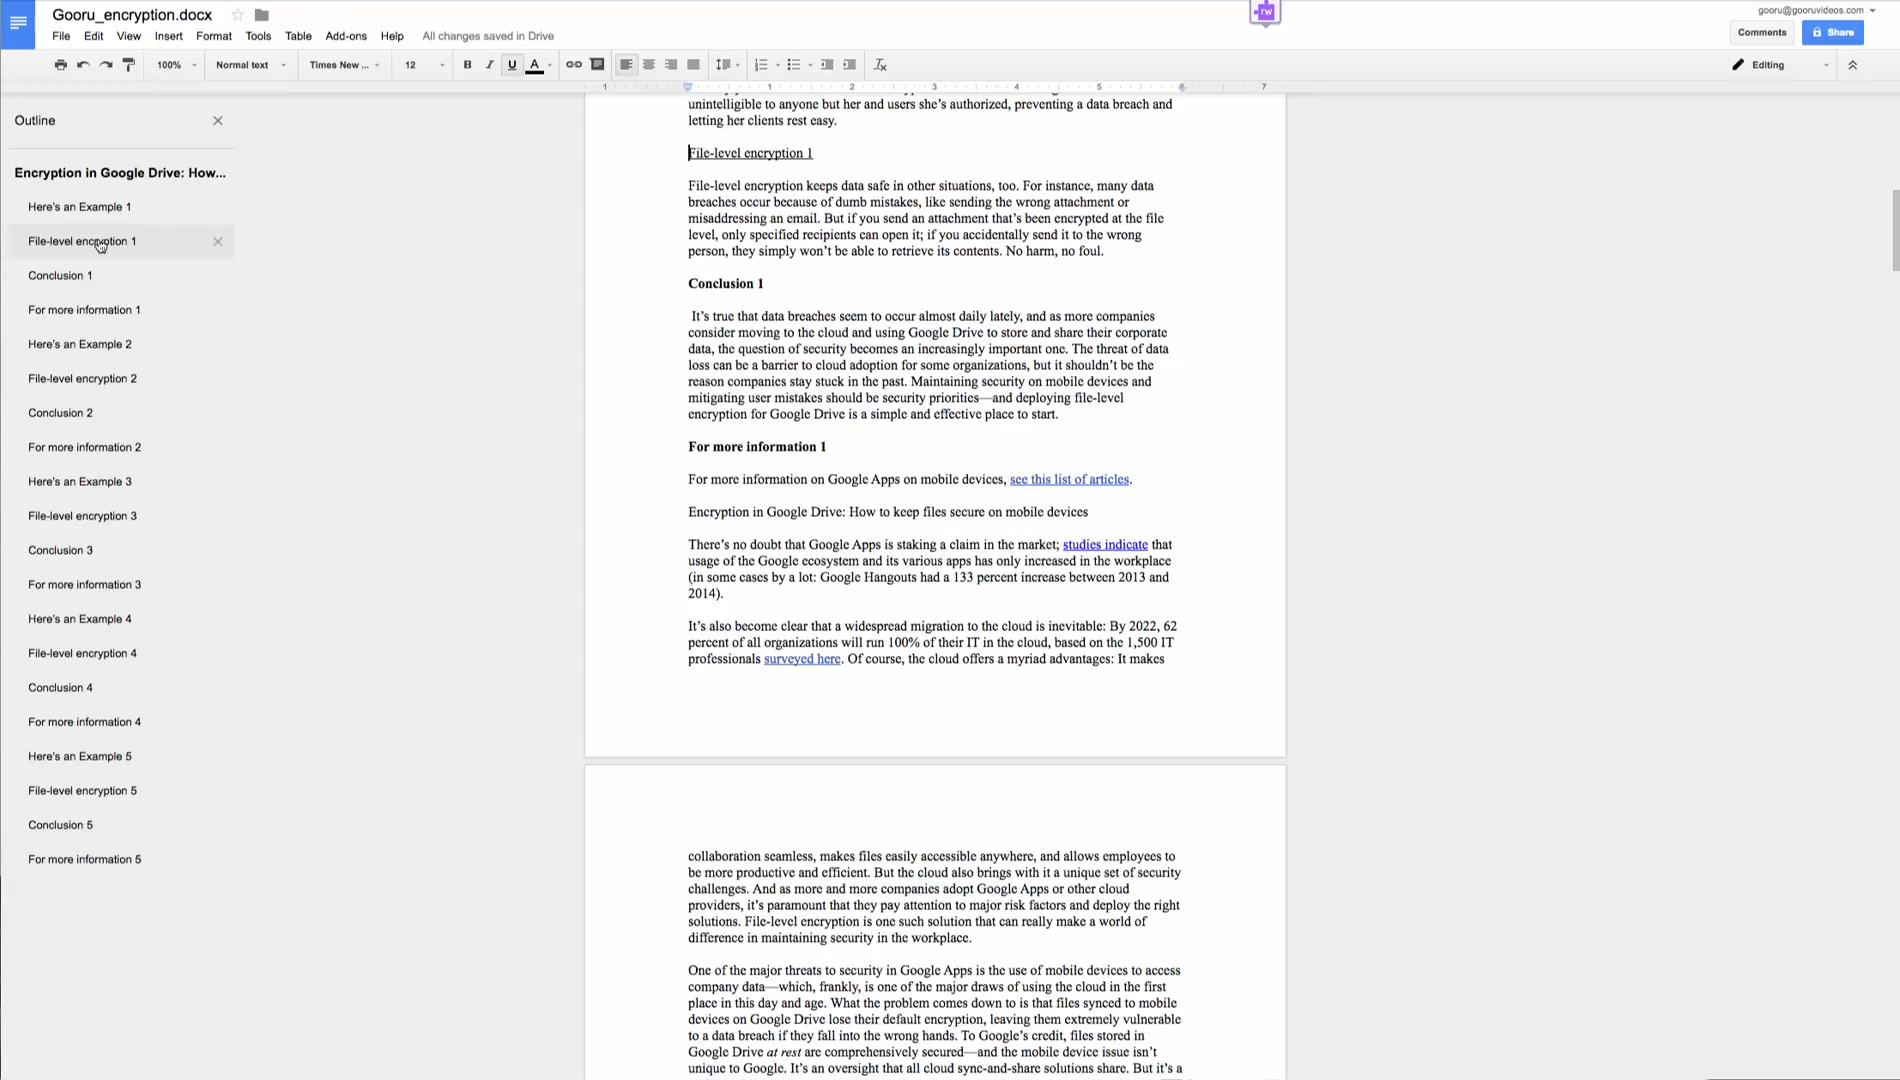 Gooru_encryption.docx
rw
gooru@gooruvideos.com
File Edit View Insert Format Tools Table Add-ons Help All changes saved in Drive
Comments
Share
100% Normal text Times New ... 12 B I U A Editing
1 1 2 3 4 5 6 7
Outline
Encryption in Google Drive: How...
Here's an Example 1
File-level encryption 1
Conclusion 1
For more information 1
Here's an Example 2
File-level encryption 2
Conclusion 2
For more information 2
Here's an Example 3
File-level encryption 3
Conclusion 3
For more information 3
Here's an Example 4
File-level encryption 4
Conclusion 4
For more information 4
Here's an Example 5
File-level encryption 5
Conclusion 5
For more information 5
unintelligible to anyone but her and users she's authorized, preventing a data breach and
letting her clients rest easy.
File-level encryption 1
File-level encryption keeps data safe in other situations, too. For instance, many data
breaches occur because of dumb mistakes, like sending the wrong attachment or
misaddressing an email. But if you send an attachment that's been encrypted at the file
level, only specified recipients can open it; if you accidentally send it to the wrong
person, they simply won't be able to retrieve its contents. No harm, no foul.
Conclusion 1
It's true that data breaches seem to occur almost daily lately, and as more companies
consider moving to the cloud and using Google Drive to store and share their corporate
data, the question of security becomes an increasingly important one. The threat of data
loss can be a barrier to cloud adoption for some organizations, but it shouldn't be the
reason companies stay stuck in the past. Maintaining security on mobile devices and
mitigating user mistakes should be security priorities—and deploying file-level
encryption for Google Drive is a simple and effective place to start.
For more information 1
For more information on Google Apps on mobile devices, see this list of articles.
Encryption in Google Drive: How to keep files secure on mobile devices
There's no doubt that Google Apps is staking a claim in the market; studies indicate that
usage of the Google ecosystem and its various apps has only increased in the workplace
(in some cases by a lot: Google Hangouts had a 133 percent increase between 2013 and
2014).
It's also become clear that a widespread migration to the cloud is inevitable: By 2022, 62
percent of all organizations will run 100% of their IT in the cloud, based on the 1,500 IT
professionals surveyed here. Of course, the cloud offers a myriad advantages: It makes
collaboration seamless, makes files easily accessible anywhere, and allows employees to
be more productive and efficient. But the cloud also brings with it a unique set of security
challenges. And as more and more companies adopt Google Apps or other cloud
providers, it's paramount that they pay attention to major risk factors and deploy the right
solutions. File-level encryption is one such solution that can really make a world of
difference in maintaining security in the workplace.
One of the major threats to security in Google Apps is the use of mobile devices to access
company data—which, frankly, is one of the major draws of using the cloud in the first
place in this day and age. What the problem comes down to is that files synced to mobile
devices on Google Drive lose their default encryption, leaving them extremely vulnerable
to a data breach if they fall into the wrong hands. To Google's credit, files stored in
Google Drive at rest are comprehensively secured—and the mobile device issue isn't
unique to Google. It's an oversight that all cloud sync-and-share solutions share. But it's a